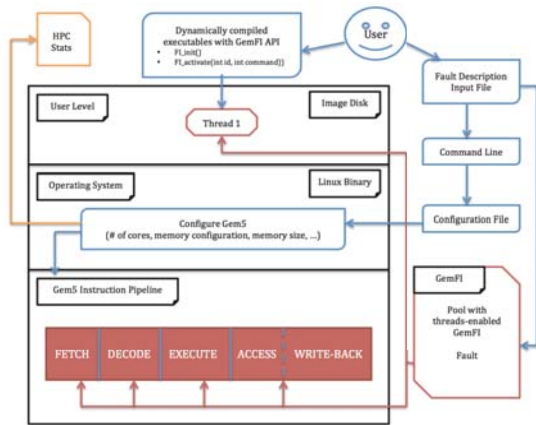 HPC
Stats
Dynamically compiled
executables with GemFI API
• FI_init()
• FI_activate(int id, int command))
User
Fault Description
Input File
User Level
Image Disk
Thread 1
Command Line
Operating System
Linux Binary
Configure Gem5
(# of cores, memory configuration, memory size, ...)
Configuration File
Gem5 Instruction Pipeline
GemFI
Pool with
threads-enabled
GemFI
Fault
FETCH DECODE EXECUTE ACCESS WRITE-BACK